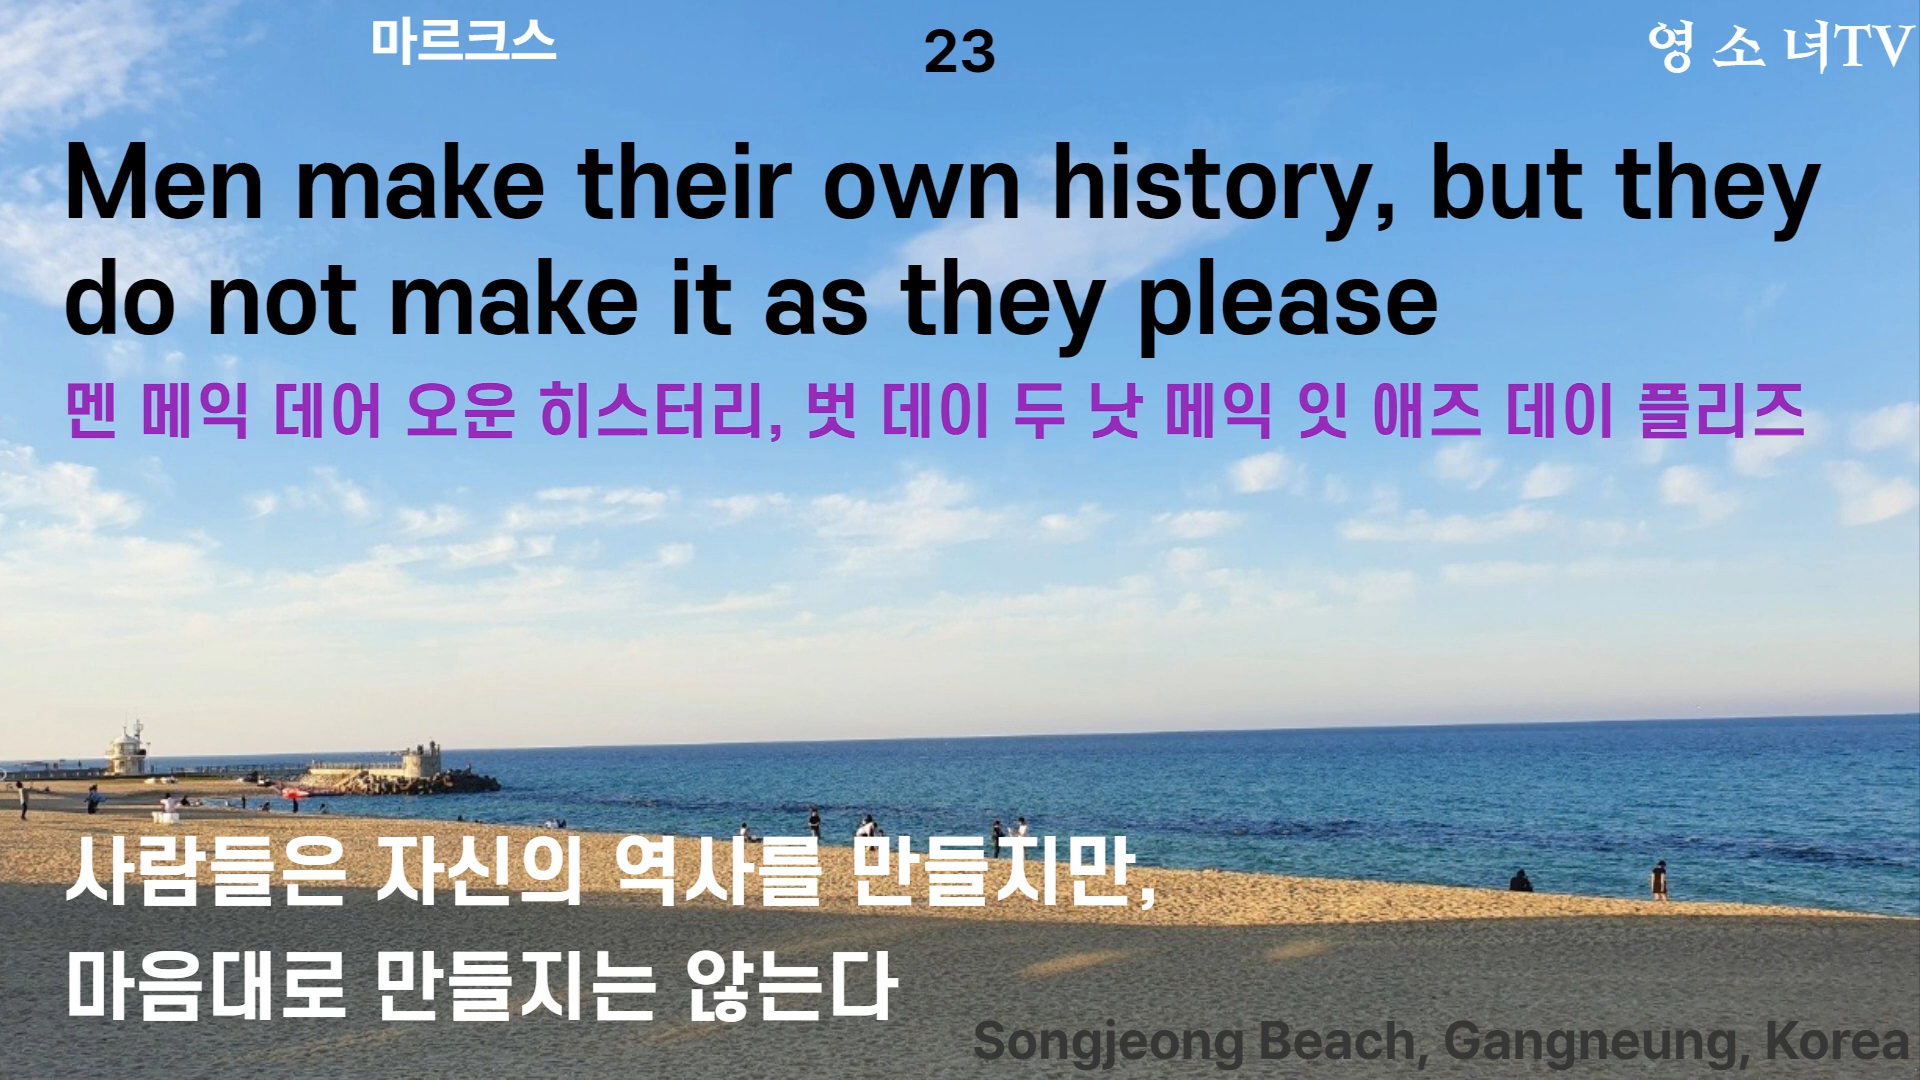 마르크스
23
영 소 녀TV
Men make their own history, but they
do not make it as they please
멘 메익 데어 오운 히스터리, 벗 데이 두 낫 메익 잇 애즈 데이 플리즈
사람들은 자신의 역사를 만들지만,
마음대로 만들지는 않는다
Songjeong Beach, Gangneung, Korea